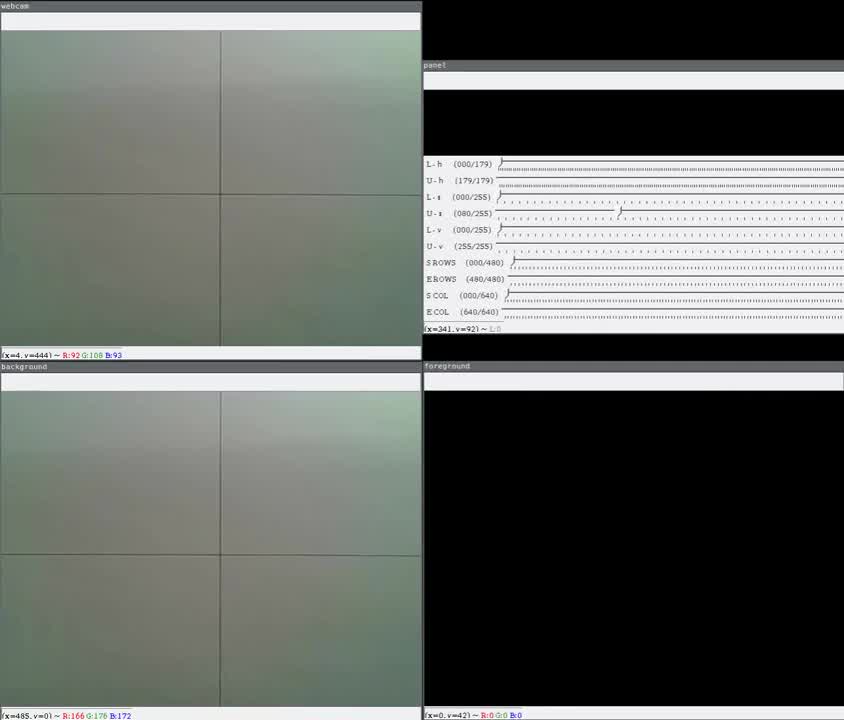 webcam
(x=4, y=444) ~ R:92 G:108 B:93
panel
L-h (000/179)
U-h (179/179)
L-s (000/255)
U-s (080/255)
L-v (000/255)
U-v (255/255)
SROWS (000/480)
EROWS (480/480)
SCOL (000/640)
ECOL (640/640)
(x=341, y=92) ~ L:0
background
(x=485, y=0) ~ R:166 G:176 B:172
foreground
(x=0, y=42) ~ R:0 G:0 B:0